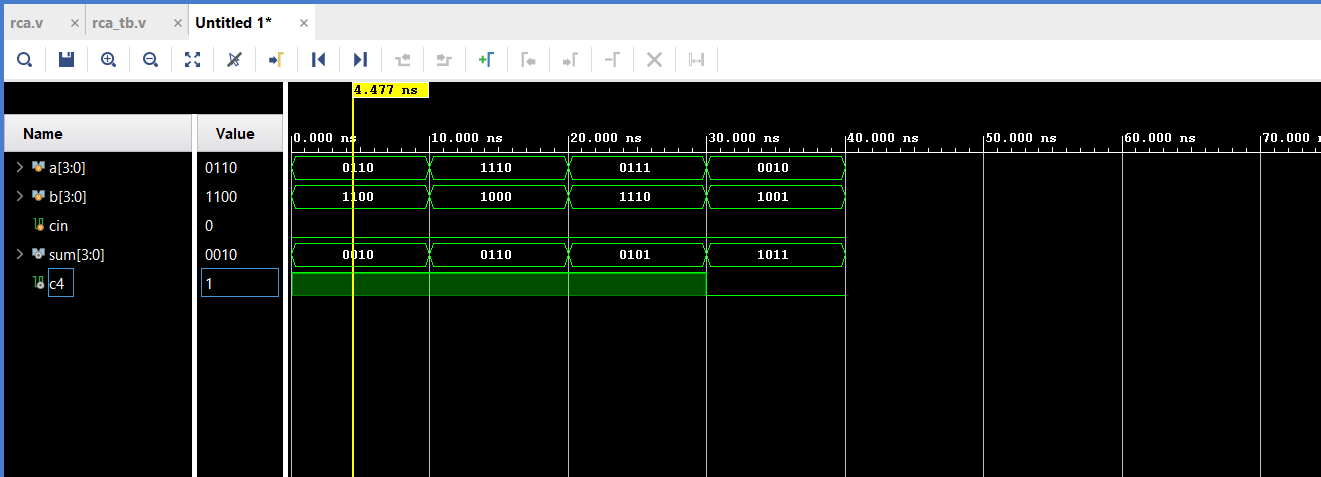 rca.v × rca_tb.v × Untitled 1* ×
4.477 ns
Name Value
0.000 ns 10.000 ns 20.000 ns 30.000 ns 40.000 ns 50.000 ns 60.000 ns 70.000
a[3:0] 0110 0110 1110 0111 0010
b[3:0] 1100 1100 1000 1110 1001
cin 0
sum[3:0] 0010 0010 0110 0101 1011
c4 1